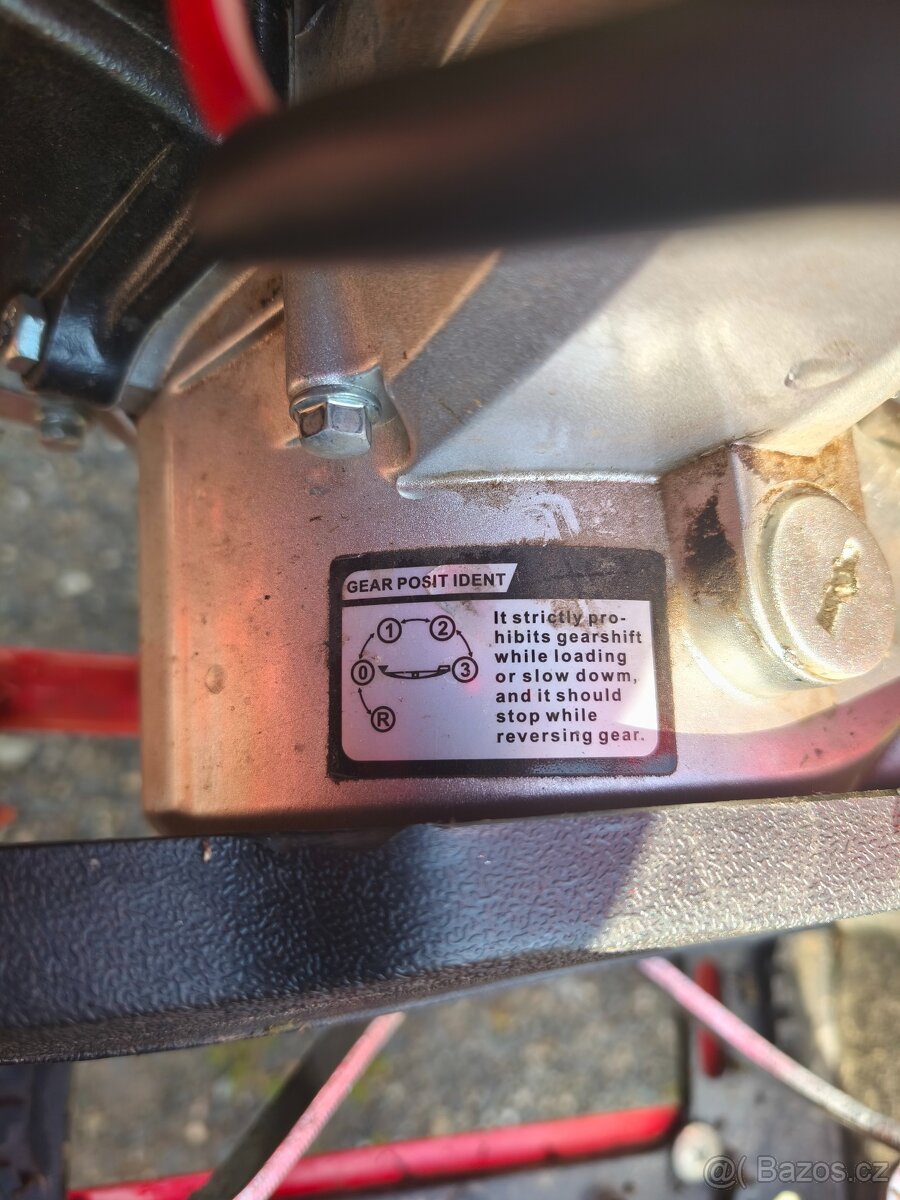 GEAR POSIT IDENT
1 2
0 3
R
It strictly pro-
hibits gearshift
while loading
or slow dowm,
and it should
stop while
reversing gear.
@( Bazos.cz